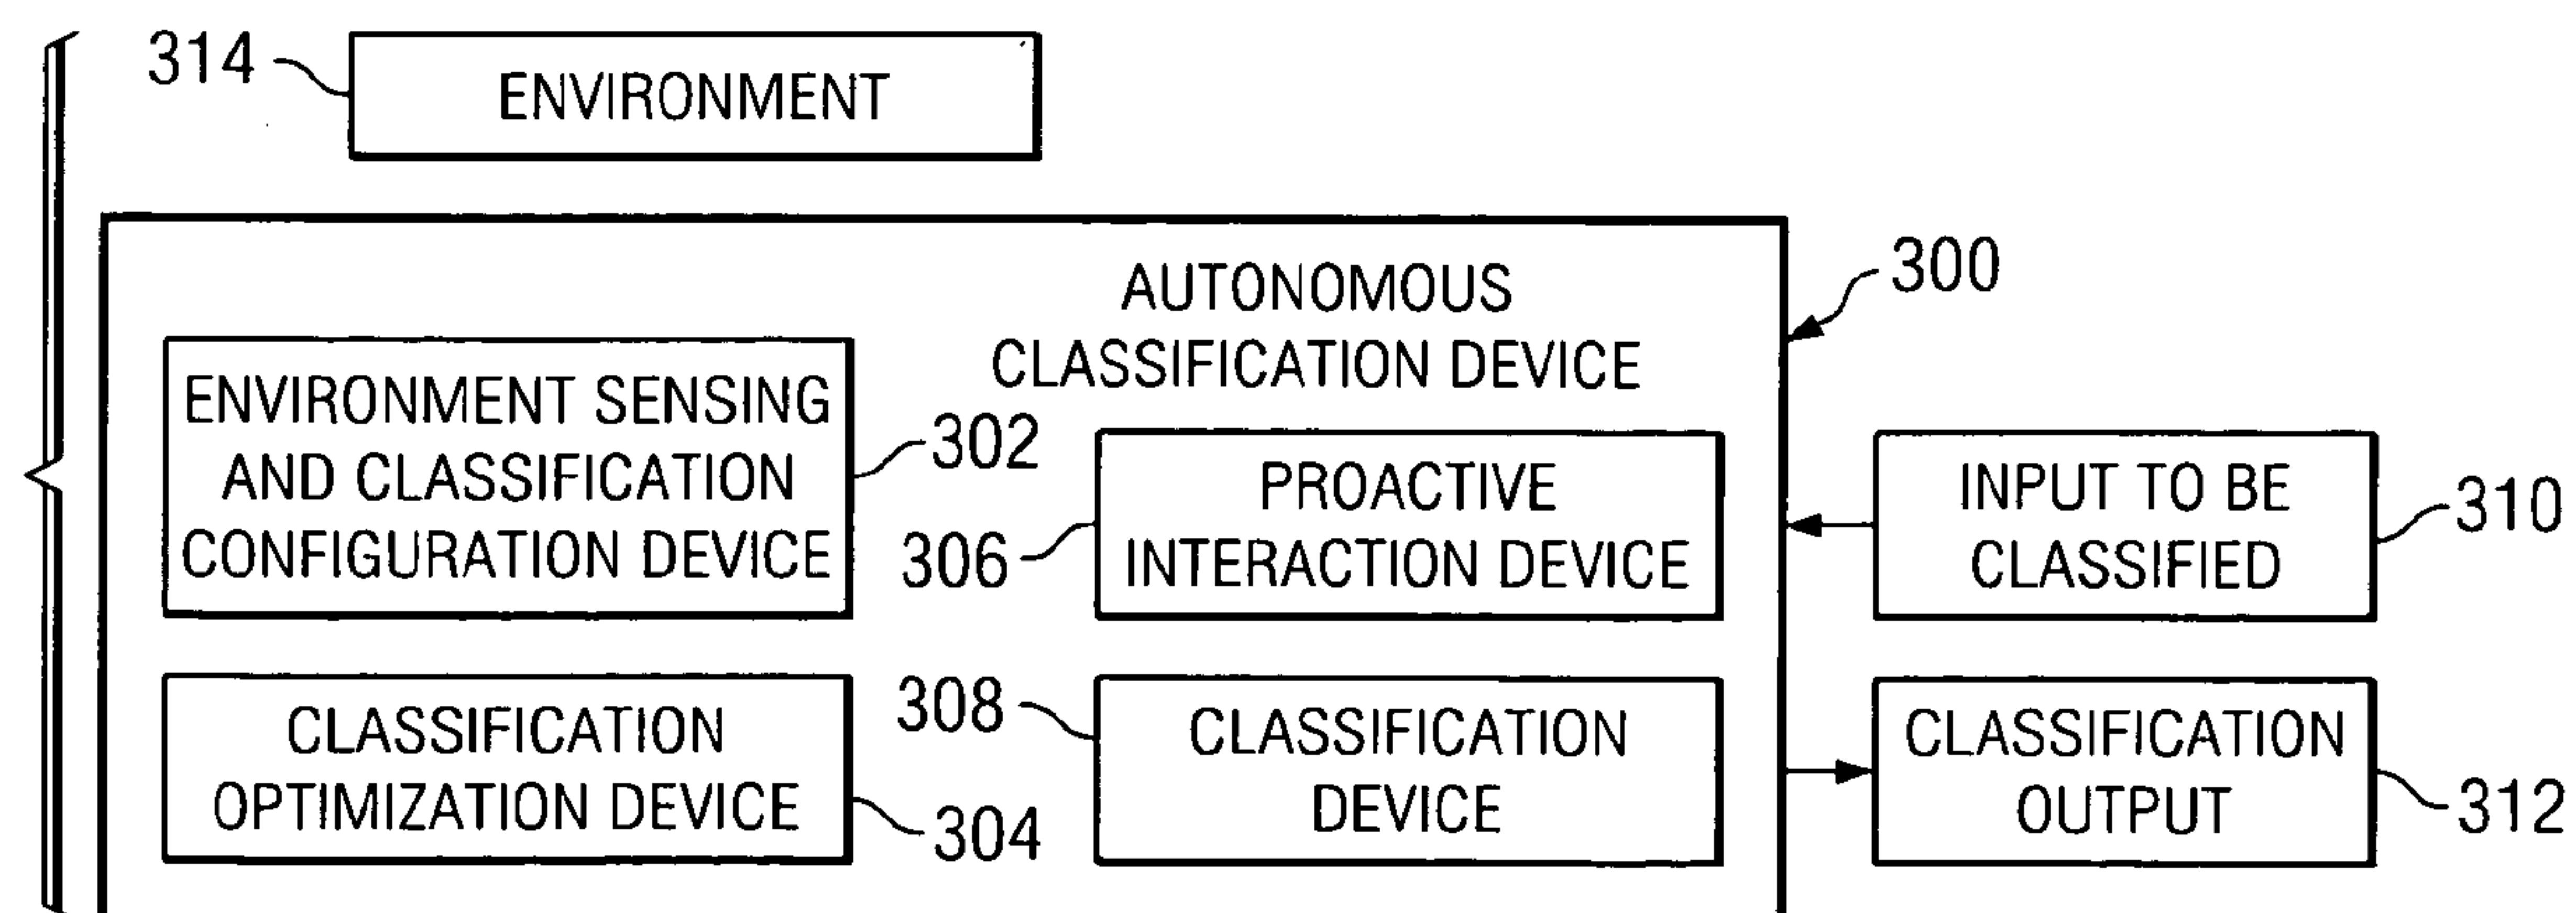 314
ENVIRONMENT
AUTONOMOUS
CLASSIFICATION DEVICE
300
ENVIRONMENT SENSING
AND CLASSIFICATION
CONFIGURATION DEVICE
302
306
PROACTIVE
INTERACTION DEVICE
INPUT TO BE
CLASSIFIED
310
CLASSIFICATION
OPTIMIZATION DEVICE
304
308
CLASSIFICATION
DEVICE
CLASSIFICATION
OUTPUT
312